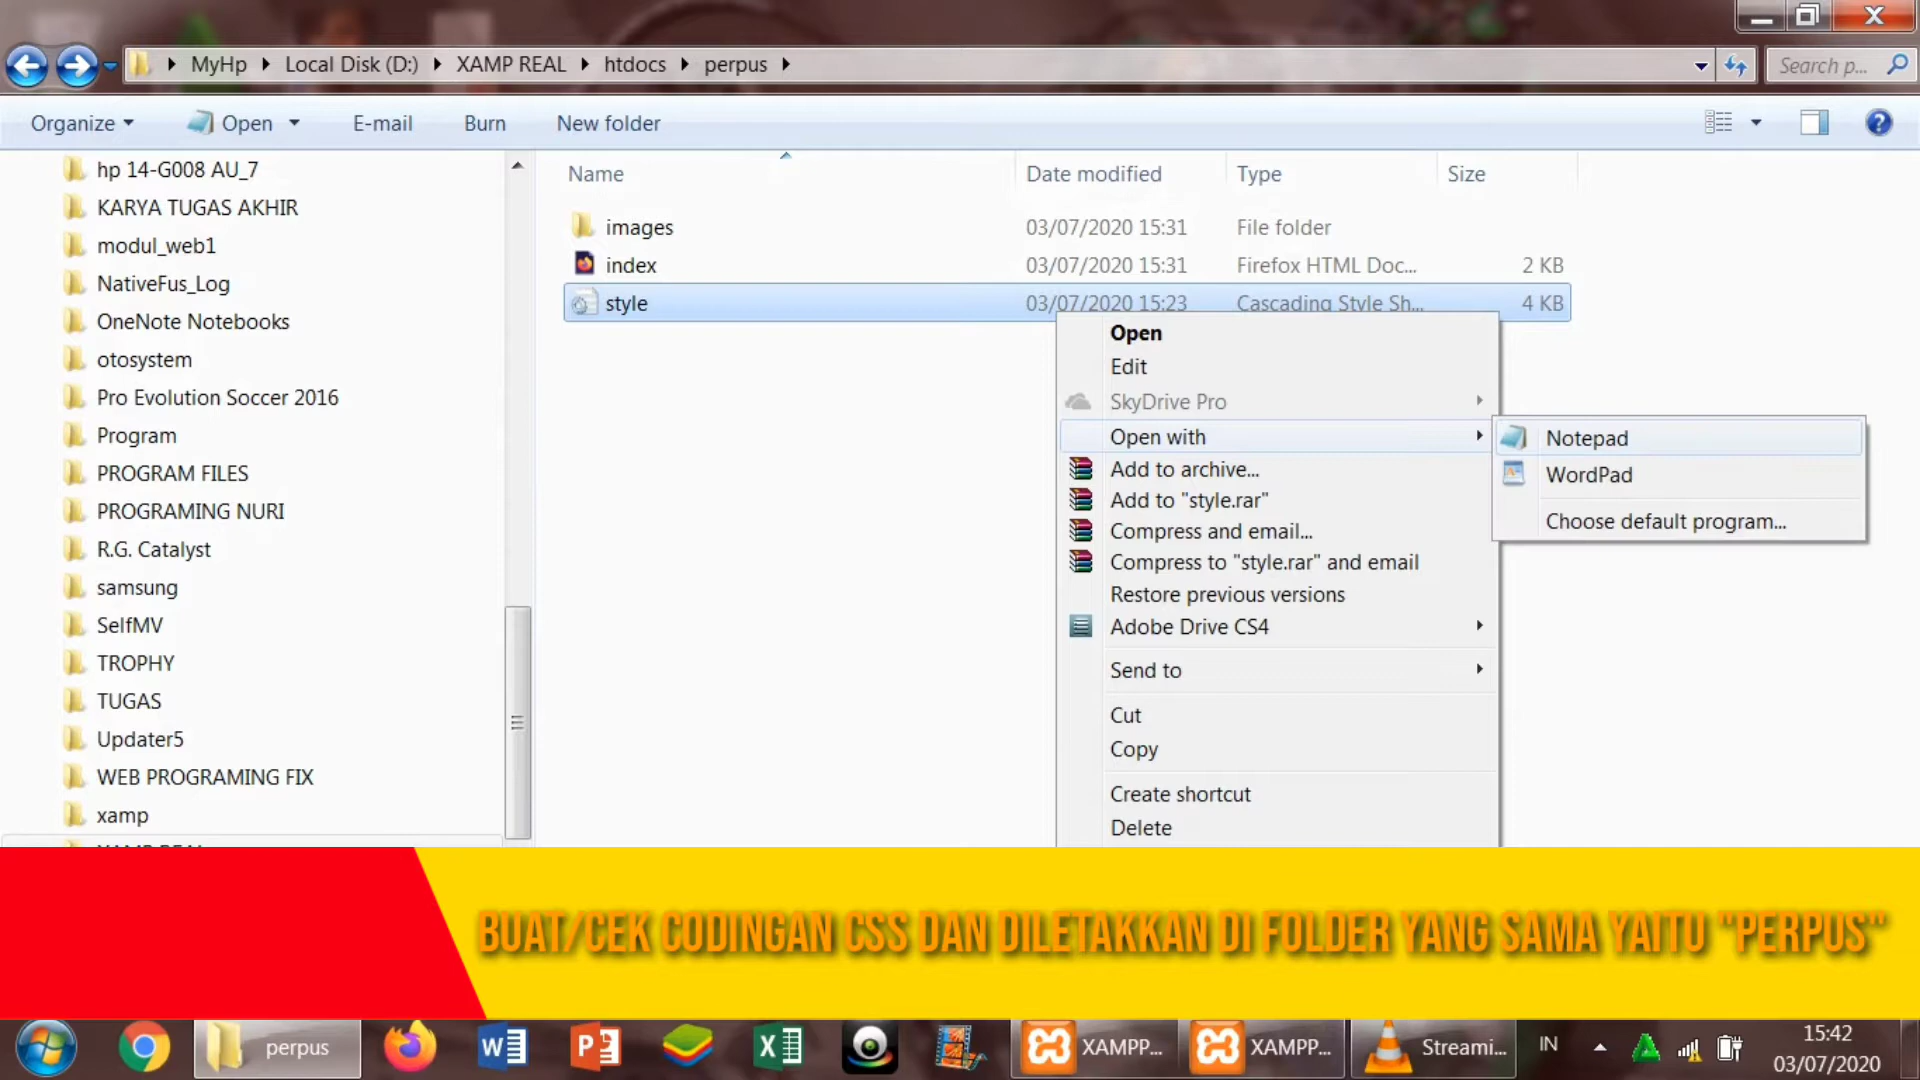 MyHp
Local Disk (D:)
XAMP REAL
htdocs
perpus
Search p...
Organize
Open
E-mail
Burn
New folder
hp 14-G008 AU_7
KARYA TUGAS AKHIR
modul_web1
NativeFus_Log
OneNote Notebooks
otosystem
Pro Evolution Soccer 2016
Program
PROGRAM FILES
PROGRAMING NURI
R.G. Catalyst
samsung
SelfMV
TROPHY
TUGAS
Updater5
WEB PROGRAMING FIX
xamp
XAMP REAL
Name Date modified Type Size
images 03/07/2020 15:31 File folder
index 03/07/2020 15:31 Firefox HTML Doc... 2 KB
style 03/07/2020 15:23 Cascading Style Sh... 4 KB
Open
Edit
SkyDrive Pro
Open with
Add to archive...
Add to "style.rar"
Compress and email...
Compress to "style.rar" and email
Restore previous versions
Adobe Drive CS4
Send to
Cut
Copy
Create shortcut
Delete
Notepad
WordPad
Choose default program...
BUAT/CEK CODINGAN CSS DAN DILETAKKAN DI FOLDER YANG SAMA YAITU "PERPUS"
perpus
XAMPP...
XAMPP...
Streami...
IN
15:42
03/07/2020